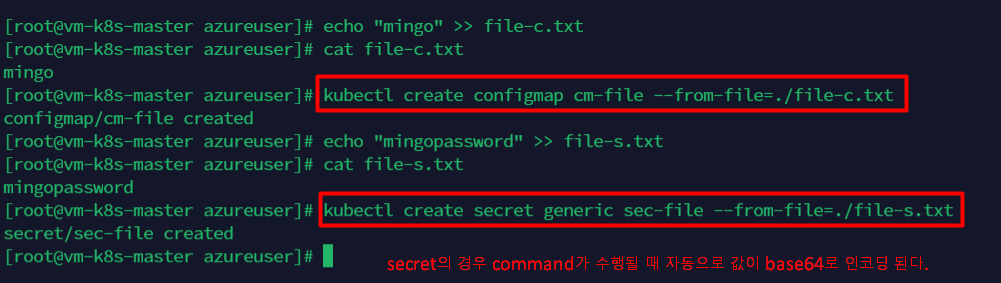 [root@vm-k8s-master azureuser]# echo "mingo" >> file-c.txt
[root@vm-k8s-master azureuser]# cat file-c.txt
mingo
[root@vm-k8s-master azureuser]# kubectl create configmap cm-file --from-file=./file-c.txt
configmap/cm-file created
[root@vm-k8s-master azureuser]# echo "mingopassword" >> file-s.txt
[root@vm-k8s-master azureuser]# cat file-s.txt
mingopassword
[root@vm-k8s-master azureuser]# kubectl create secret generic sec-file --from-file=./file-s.txt
secret/sec-file created
[root@vm-k8s-master azureuser]#
secret의 경우 command가 수행될 때 자동으로 값이 base64로 인코딩 된다.